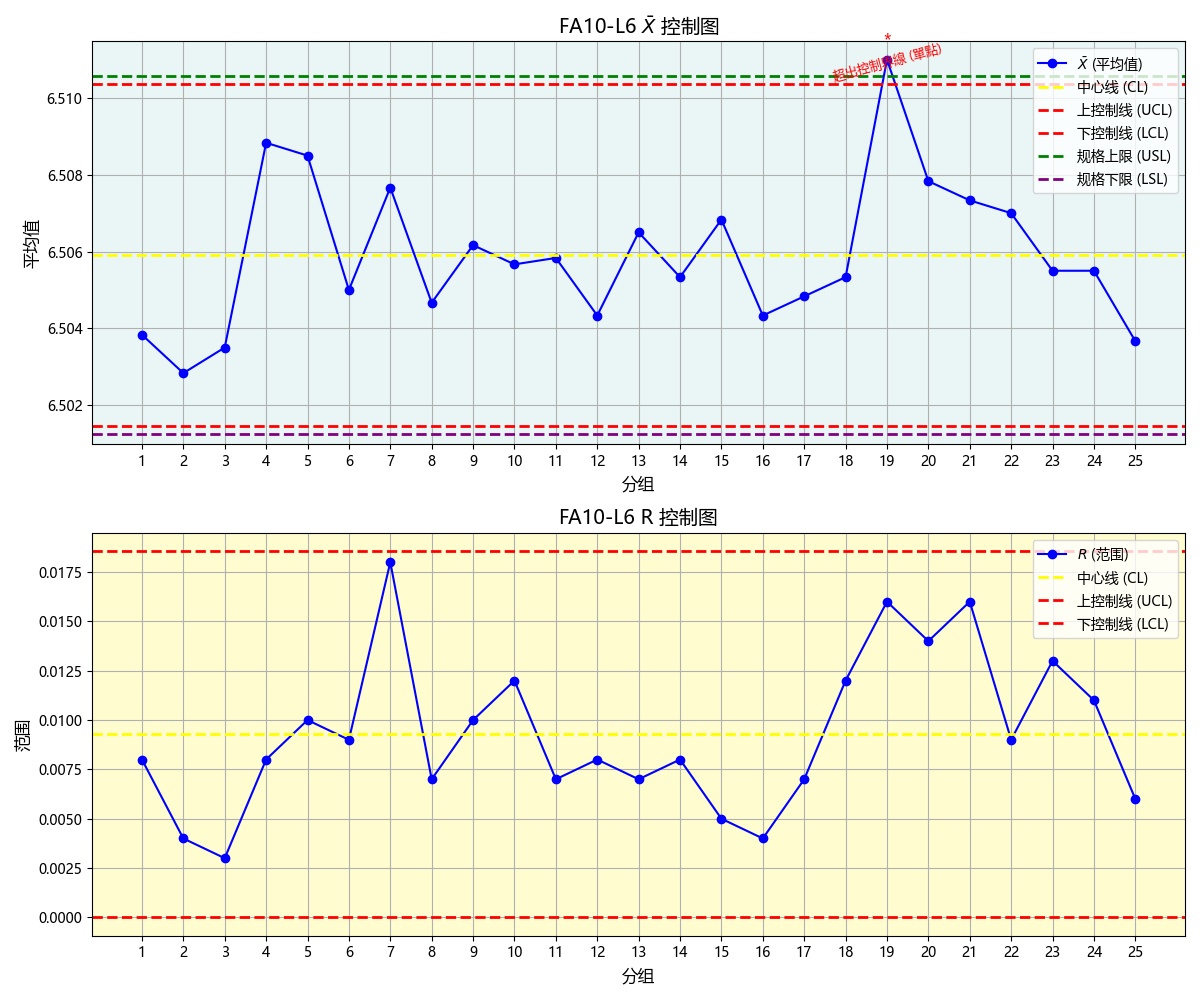 FA10-L6 X̄ 控制图
*
超出控制界線 (單點)
X̄ (平均值)
中心线 (CL)
上控制线 (UCL)
下控制线 (LCL)
规格上限 (USL)
规格下限 (LSL)
平均值
6.510
6.508
6.506
6.504
6.502
1 2 3 4 5 6 7 8 9 10 11 12 13 14 15 16 17 18 19 20 21 22 23 24 25
分组
FA10-L6 R 控制图
R (范围)
中心线 (CL)
上控制线 (UCL)
下控制线 (LCL)
范围
0.0175
0.0150
0.0125
0.0100
0.0075
0.0050
0.0025
0.0000
1 2 3 4 5 6 7 8 9 10 11 12 13 14 15 16 17 18 19 20 21 22 23 24 25
分组